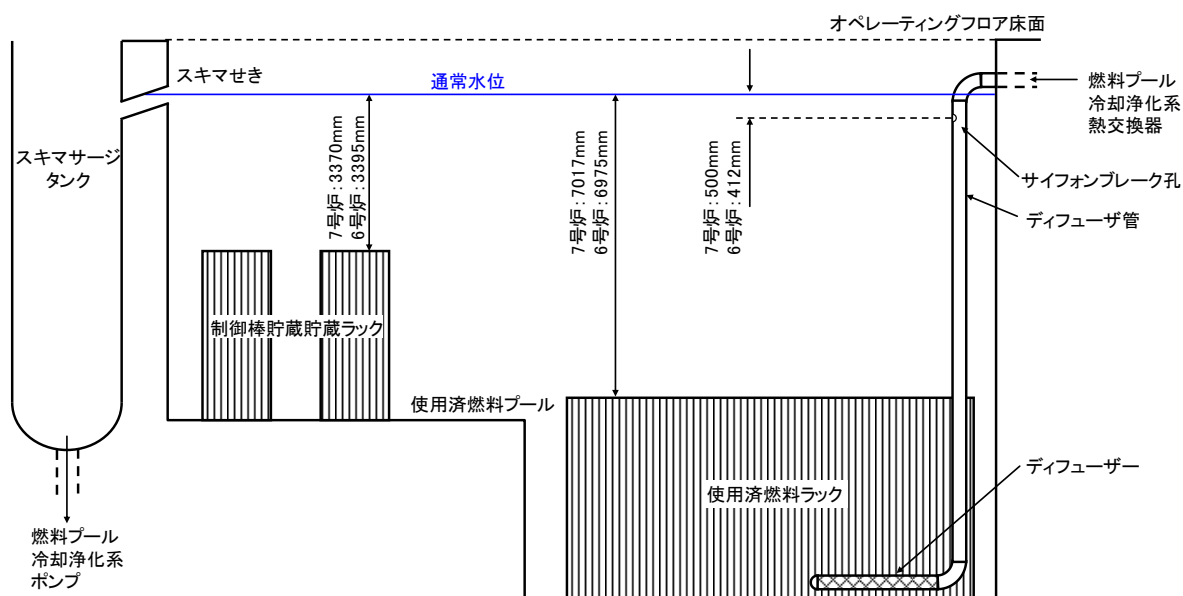 オペレーティングフロア床面
スキマせき
通常水位
燃料プール
冷却浄化系
熱交換器
スキマサージ
タンク
7号炉：3370mm
6号炉：3395mm
7号炉：7017mm
6号炉：6975mm
7号炉：500mm
6号炉：412mm
サイフォンブレーク孔
ディフューザ管
制御棒貯蔵貯蔵ラック
使用済燃料プール
ディフューザー
使用済燃料ラック
燃料プール
冷却浄化系
ポンプ